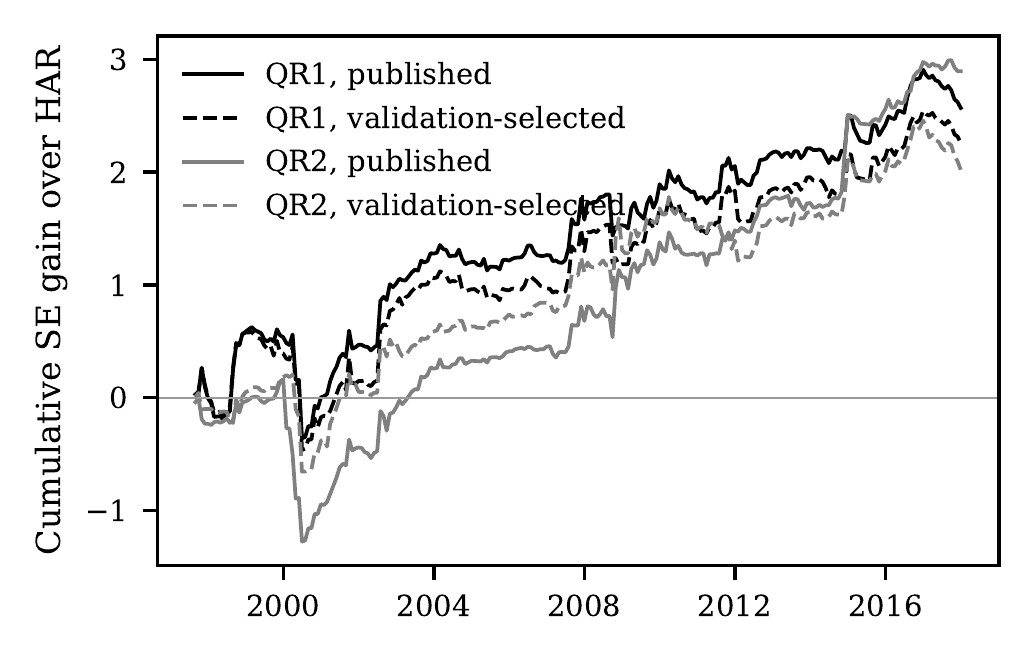 Cumulative SE gain over HAR
3
2
1
0
−1
QR1, published
QR1, validation-selected
QR2, published
QR2, validation-selected
2000 2004 2008 2012 2016